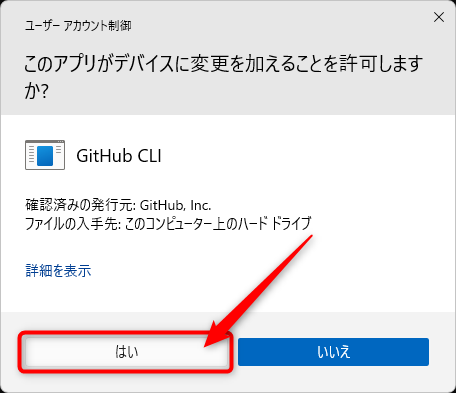 ユーザー アカウント制御
このアプリがデバイスに変更を加えることを許可します
か?
GitHub CLI
確認済みの発行元: GitHub, Inc.
ファイルの入手先: このコンピューター上のハード ドライブ
詳細を表示
はい
いいえ